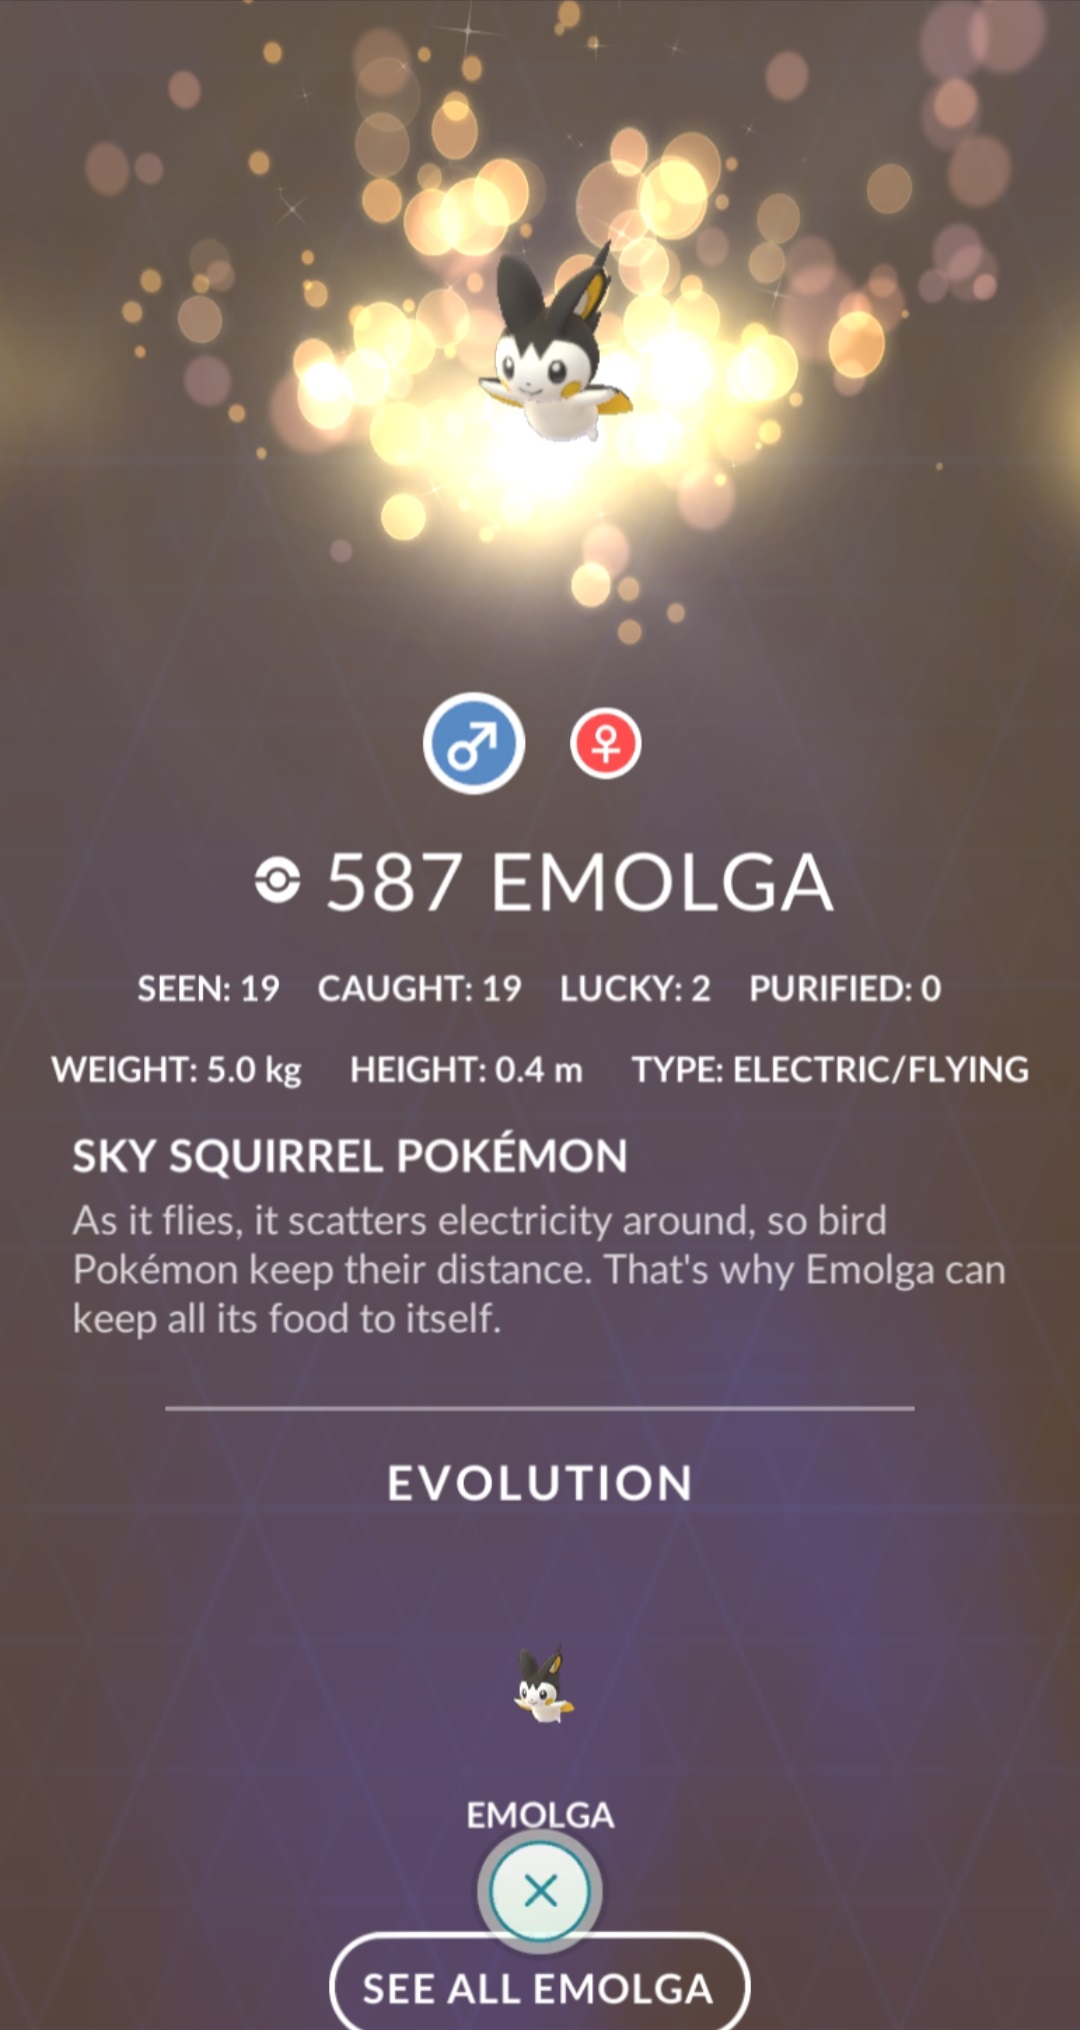 587 EMOLGA
SEEN: 19 CAUGHT: 19 LUCKY: 2 PURIFIED: 0
WEIGHT: 5.0 kg HEIGHT: 0.4 m TYPE: ELECTRIC/FLYING
SKY SQUIRREL POKÉMON
As it flies, it scatters electricity around, so bird
Pokémon keep their distance. That's why Emolga can
keep all its food to itself.
EVOLUTION
EMOLGA
SEE ALL EMOLGA